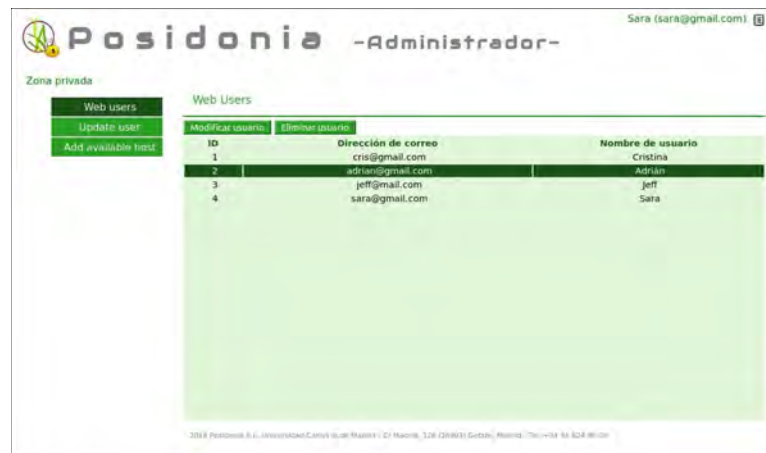 Sara (sara@gmail.com)
Posidonia -Administrador-
Zona privada
Web users
Update user
Add available host
Web Users
Modificar usuario Eliminar usuario
ID Dirección de correo Nombre de usuario
1 cris@gmail.com Cristina
2 adrian@gmail.com Adrián
3 jeff@mail.com Jeff
4 sara@gmail.com Sara
Posidonia S.L.